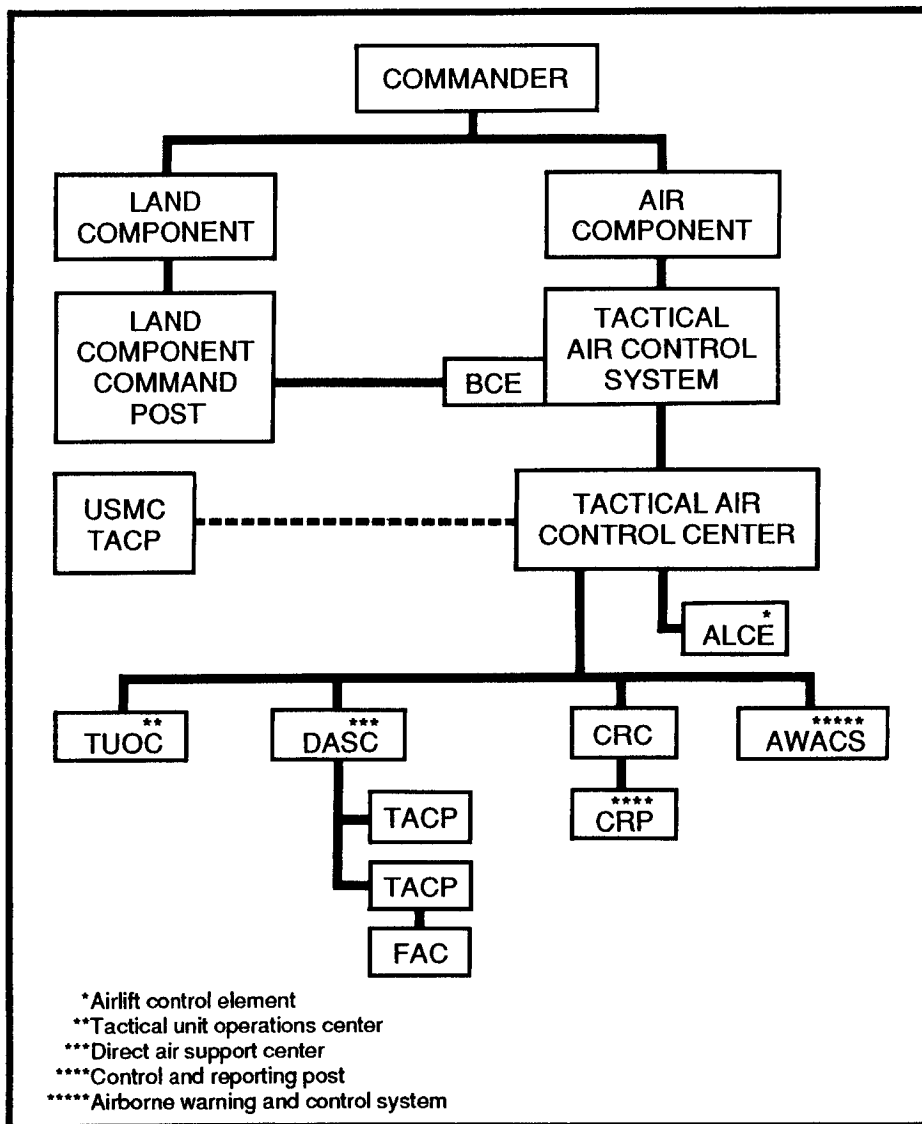 COMMANDER
LAND
COMPONENT
AIR
COMPONENT
LAND
COMPONENT
COMMAND
POST
BCE
TACTICAL
AIR CONTROL
SYSTEM
USMC
TACP
TACTICAL AIR
CONTROL CENTER
ALCE*
TUOC**
DASC***
CRC
AWACS*****
TACP
CRP****
TACP
FAC
*Airlift control element
**Tactical unit operations center
***Direct air support center
****Control and reporting post
*****Airborne warning and control system